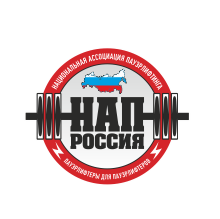 НАЦИОНАЛЬНАЯ АССОЦИАЦИЯ ПАУЭРЛИФТИНГА
НАП
РОССИЯ
ПАУЭРЛИФТЕРЫ ДЛЯ ПАУЭРЛИФТЕРОВ